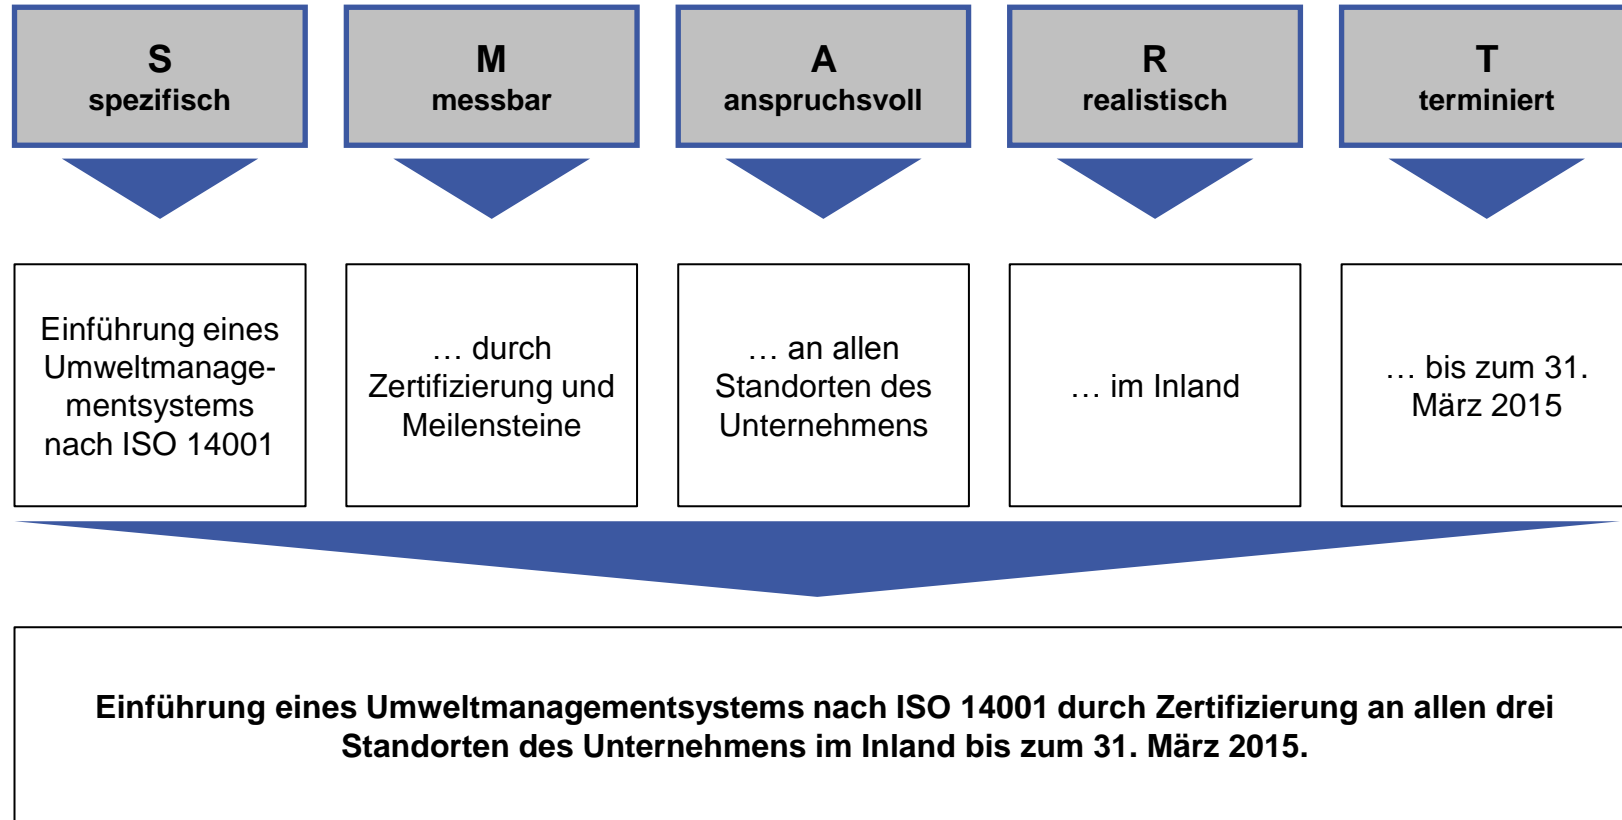 S
spezifisch
M
messbar
A
anspruchsvoll
R
realistisch
T
terminiert
Einführung eines
Umweltmanage-
mentsystems
nach ISO 14001
… durch
Zertifizierung und
Meilensteine
… an allen
Standorten des
Unternehmens
… im Inland
… bis zum 31.
März 2015
Einführung eines Umweltmanagementsystems nach ISO 14001 durch Zertifizierung an allen drei
Standorten des Unternehmens im Inland bis zum 31. März 2015.